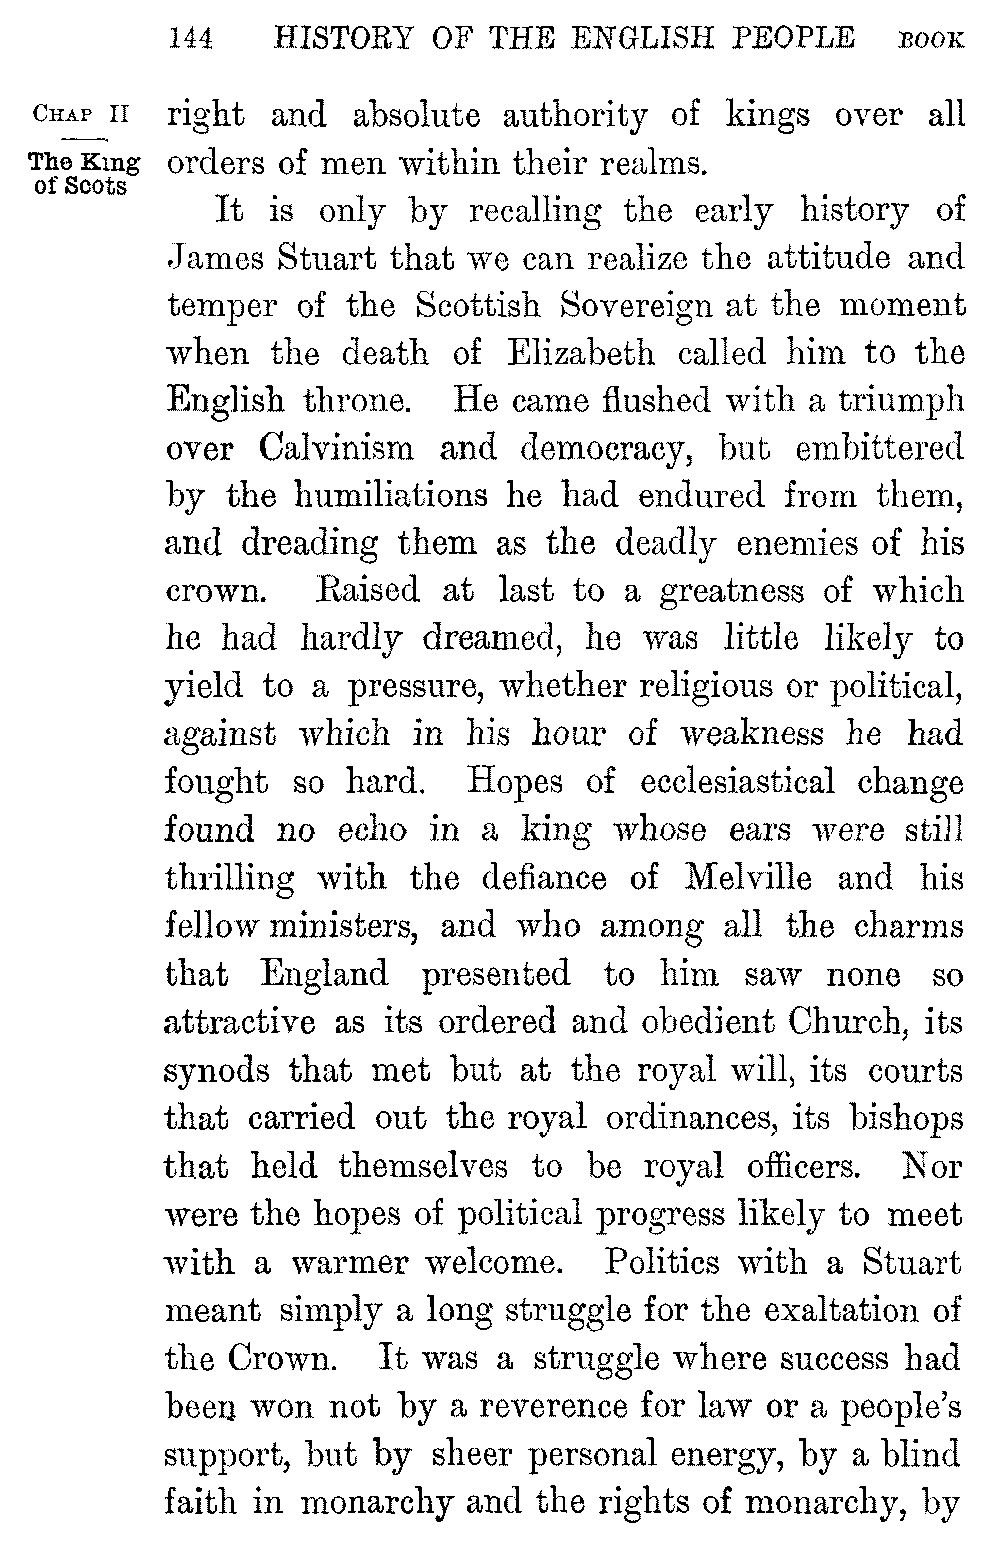 144 HISTORY OF THE ENGLISH PEOPLE BOOK
CHAP II
The King
of Scots
right and absolute authority of kings over all
orders of men within their realms.
It is only by recalling the early history of
James Stuart that we can realize the attitude and
temper of the Scottish Sovereign at the moment
when the death of Elizabeth called him to the
English throne. He came flushed with a triumph
over Calvinism and democracy, but embittered
by the humiliations he had endured from them,
and dreading them as the deadly enemies of his
crown. Raised at last to a greatness of which
he had hardly dreamed, he was little likely to
yield to a pressure, whether religious or political,
against which in his hour of weakness he had
fought so hard. Hopes of ecclesiastical change
found no echo in a king whose ears were still
thrilling with the defiance of Melville and his
fellow ministers, and who among all the charms
that England presented to him saw none so
attractive as its ordered and obedient Church, its
synods that met but at the royal will, its courts
that carried out the royal ordinances, its bishops
that held themselves to be royal officers. Nor
were the hopes of political progress likely to meet
with a warmer welcome. Politics with a Stuart
meant simply a long struggle for the exaltation of
the Crown. It was a struggle where success had
been won not by a reverence for law or a people's
support, but by sheer personal energy, by a blind
faith in monarchy and the rights of monarchy, by